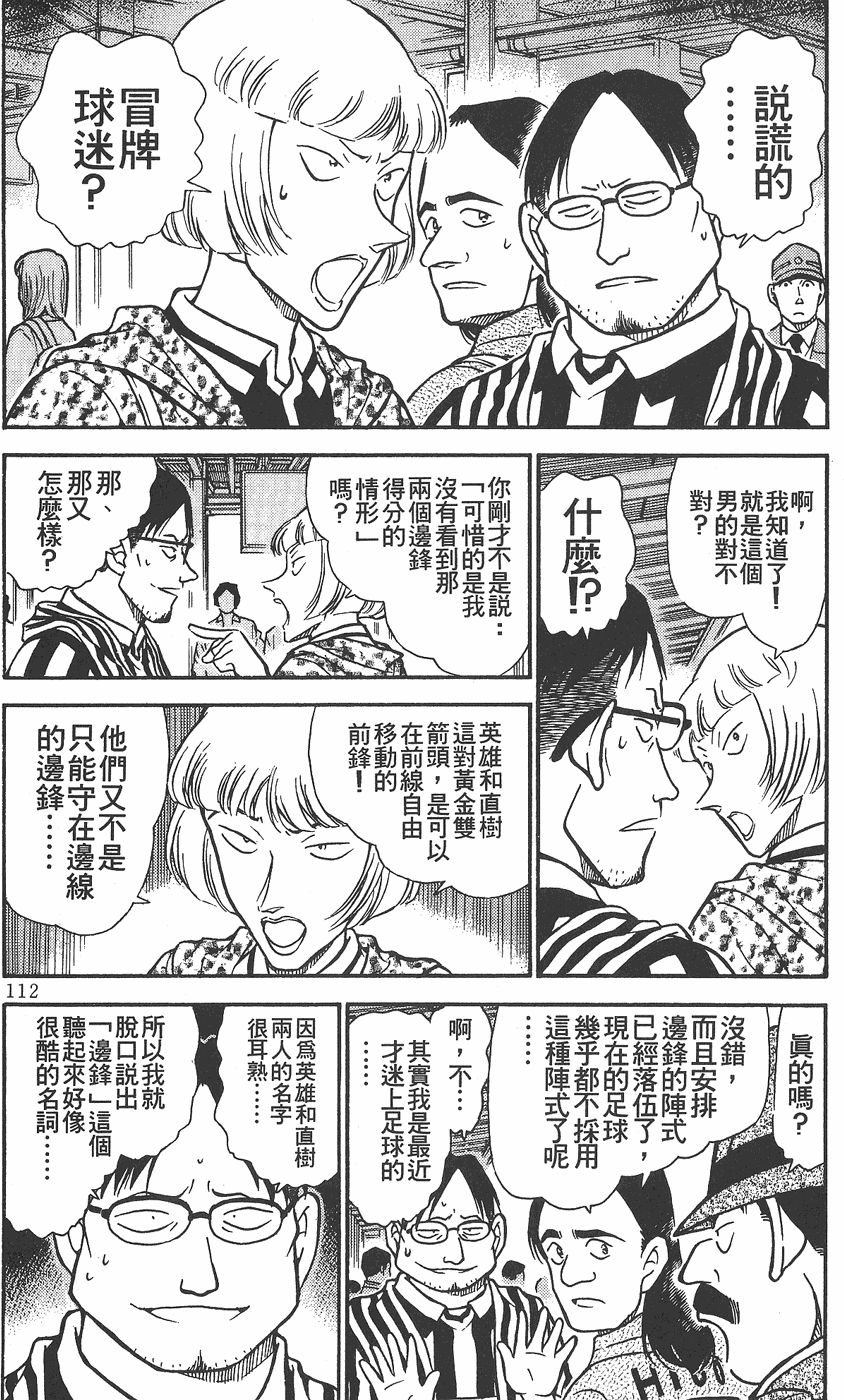 說謊的
⋯⋯
冒牌
球迷?
啊,
我知道了!
就是這個
男的對不
對?
什麼!?
你剛才不是說:
「可惜的是我
沒有看到那
兩個邊鋒
得分的
情形」
嗎?
那、
那又
怎麼樣?
英雄和直樹
這對黃金雙
箭頭,是可以
在前線自由
移動的
前鋒!
他們又不是
只能守在邊線
的邊鋒⋯⋯
112
眞的嗎?
沒錯,
而且安排
邊鋒的陣式
已經落伍了,
現在的足球
幾乎都不採用
這種陣式了呢
啊,不⋯
其實我是最近
才迷上足球的
⋯⋯
因爲英雄和直樹
兩人的名字
很耳熟⋯⋯
所以我就
脫口說出
「邊鋒」這個
聽起來好像
很酷的名詞⋯⋯